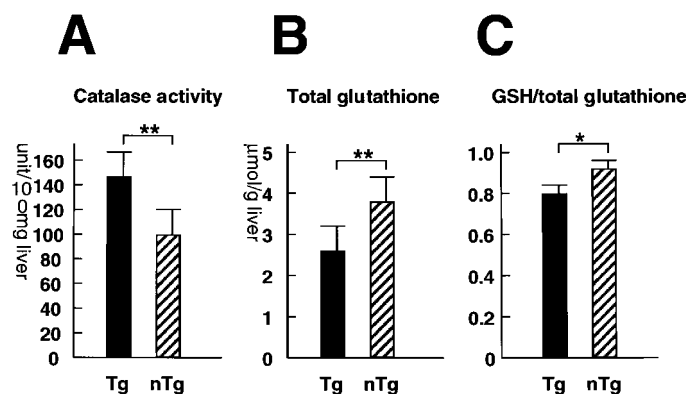 A
B
C
Catalase activity
Total glutathione
GSH/total glutathione
unit/10omg liver
160
140
120
100
80
60
40
20
0
**
Tg nTg
μmol/g liver
5
4
3
2
1
0
**
Tg nTg
1.0
0.8
0.6
0.4
0.2
0
*
Tg nTg